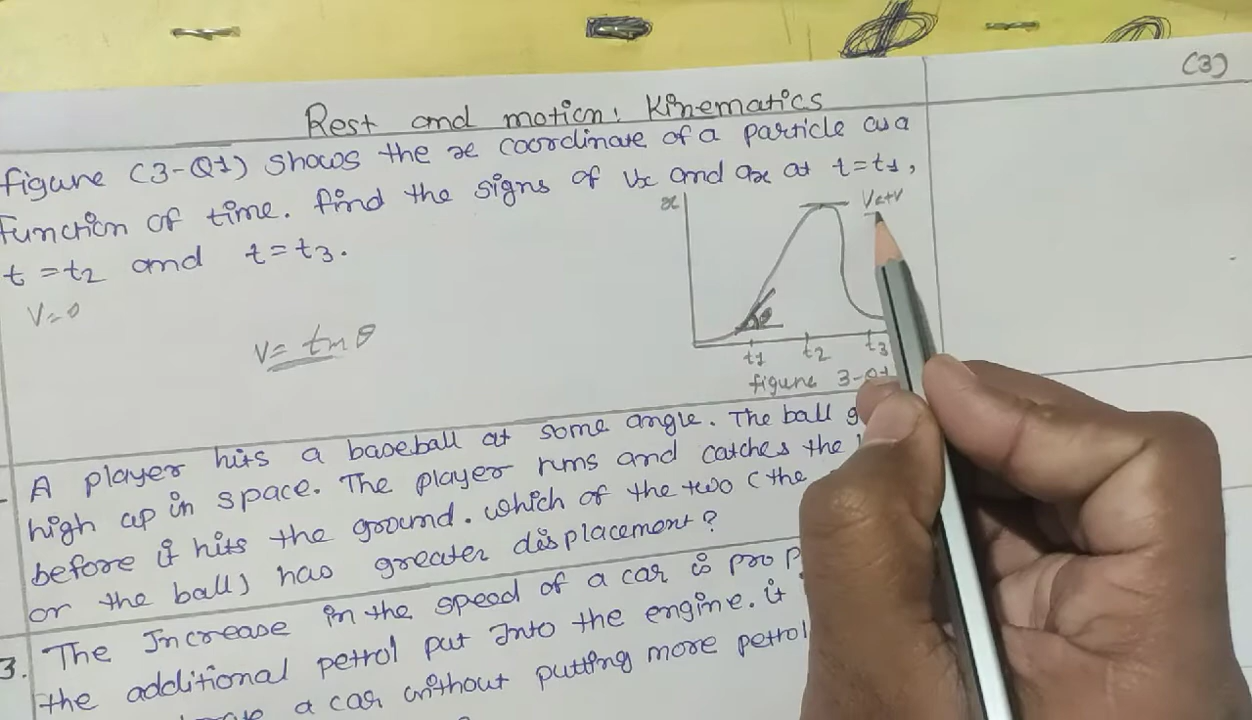 (3)
Rest and motion: Kinematics
figure (3-Q1) shows the x coordinate of a particle as a
function of time. find the signs of vx and ax at t=t1,
t=t2 and t=t3.
x
V=0
V= tanθ
θ
t1 t2 t3
figure 3-Q1
A player hits a baseball at some angle. The ball
high up in space. The player runs and catches the
before it hits the ground. which of the two (the
or the ball) has greater displacement?
3. The Increase in the speed of a car is
the additional petrol put Into the engine. it
a car without putting more petrol